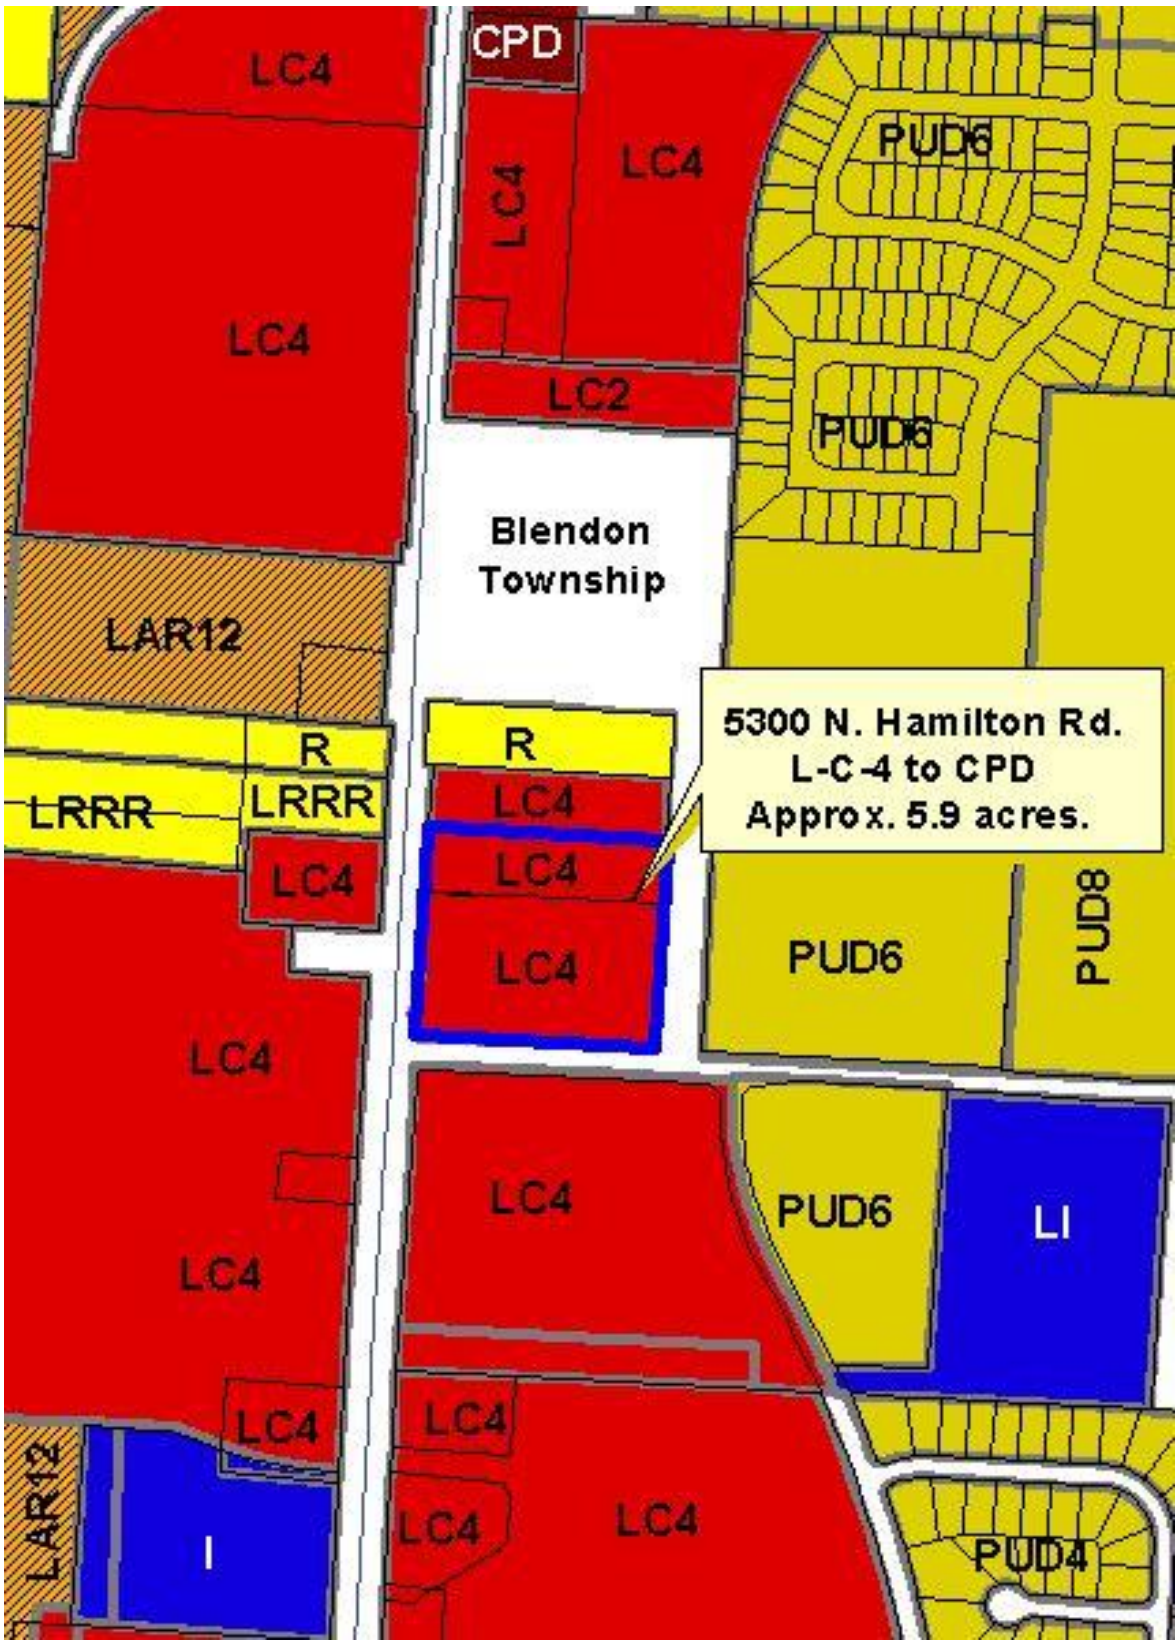 CPD
LC4
LC4
LC4
PUD6
LC4
LC2
PUD6
Blendon
Township
LAR12
5300 N. Hamilton Rd.
L-C-4 to CPD
Approx. 5.9 acres.
R
R
LRRR
LRRR
LC4
LC4
LC4
LC4
PUD6
PUD8
LC4
LC4
PUD6
LI
LC4
LC4
LC4
LAR12
I
LC4
LC4
PUD4